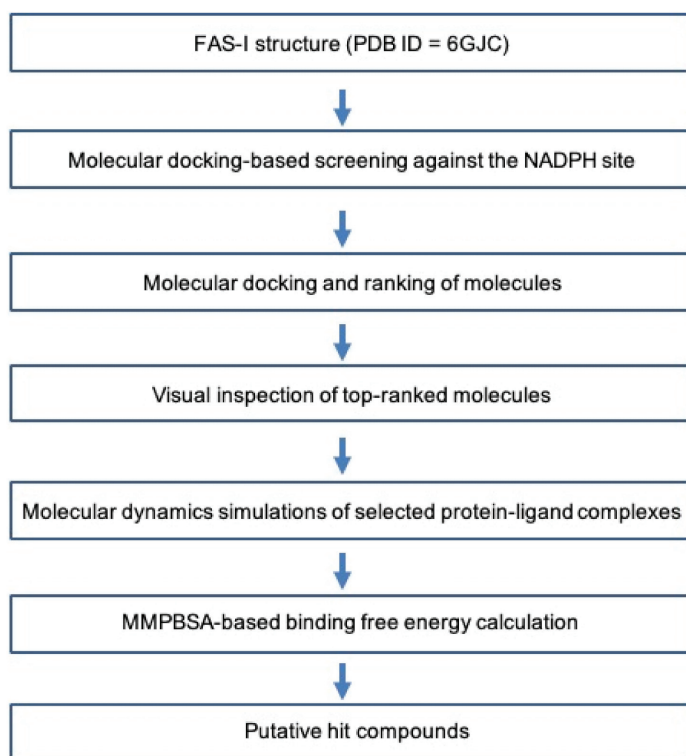 FAS-I structure (PDB ID = 6GJC)
Molecular docking-based screening against the NADPH site
Molecular docking and ranking of molecules
Visual inspection of top-ranked molecules
Molecular dynamics simulations of selected protein-ligand complexes
MMPBSA-based binding free energy calculation
Putative hit compounds